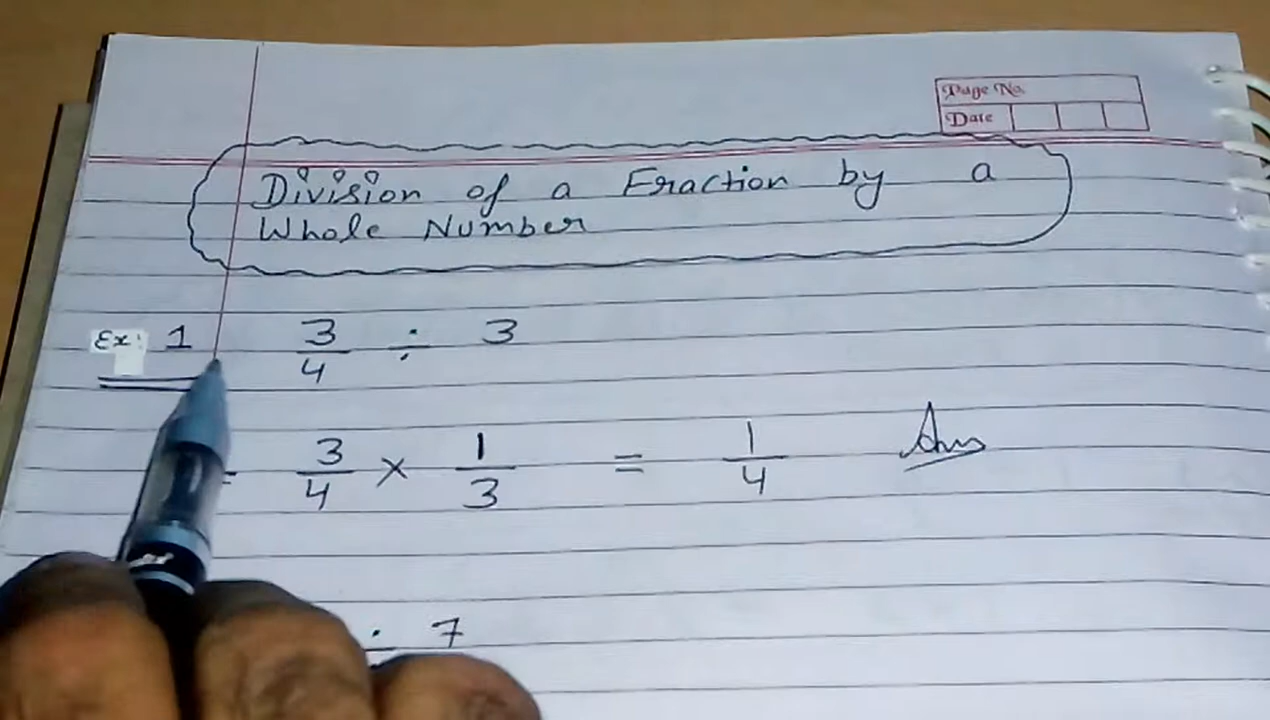 Page No.
Date
Division of a Fraction by a
Whole Number
Ex: 1 3/4 ÷ 3
= 3/4 × 1/3 = 1/4 Ans
÷ 7